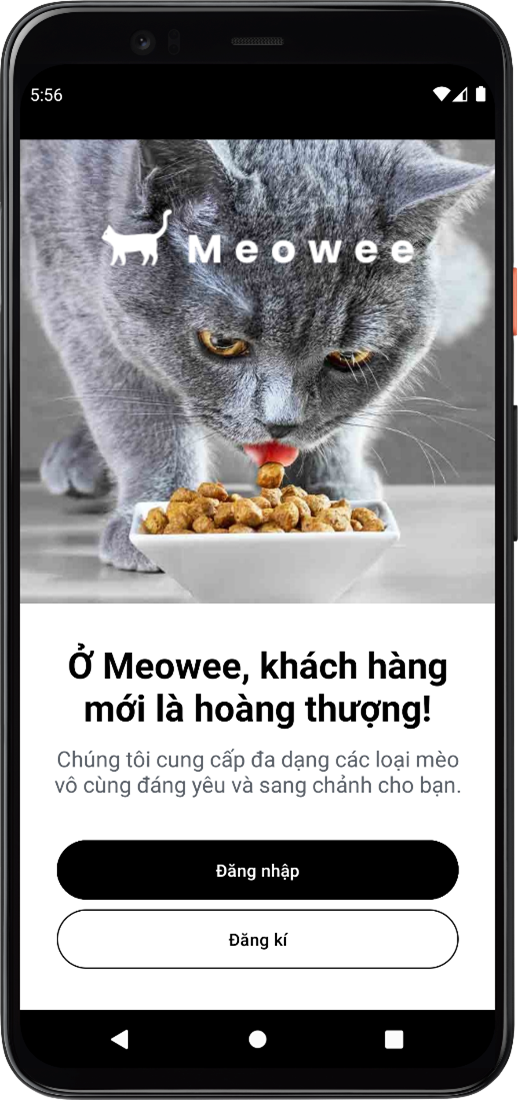 5:56
Meowee
Ở Meowee, khách hàng
mới là hoàng thượng!
Chúng tôi cung cấp đa dạng các loại mèo
vô cùng đáng yêu và sang chảnh cho bạn.
Đăng nhập
Đăng kí